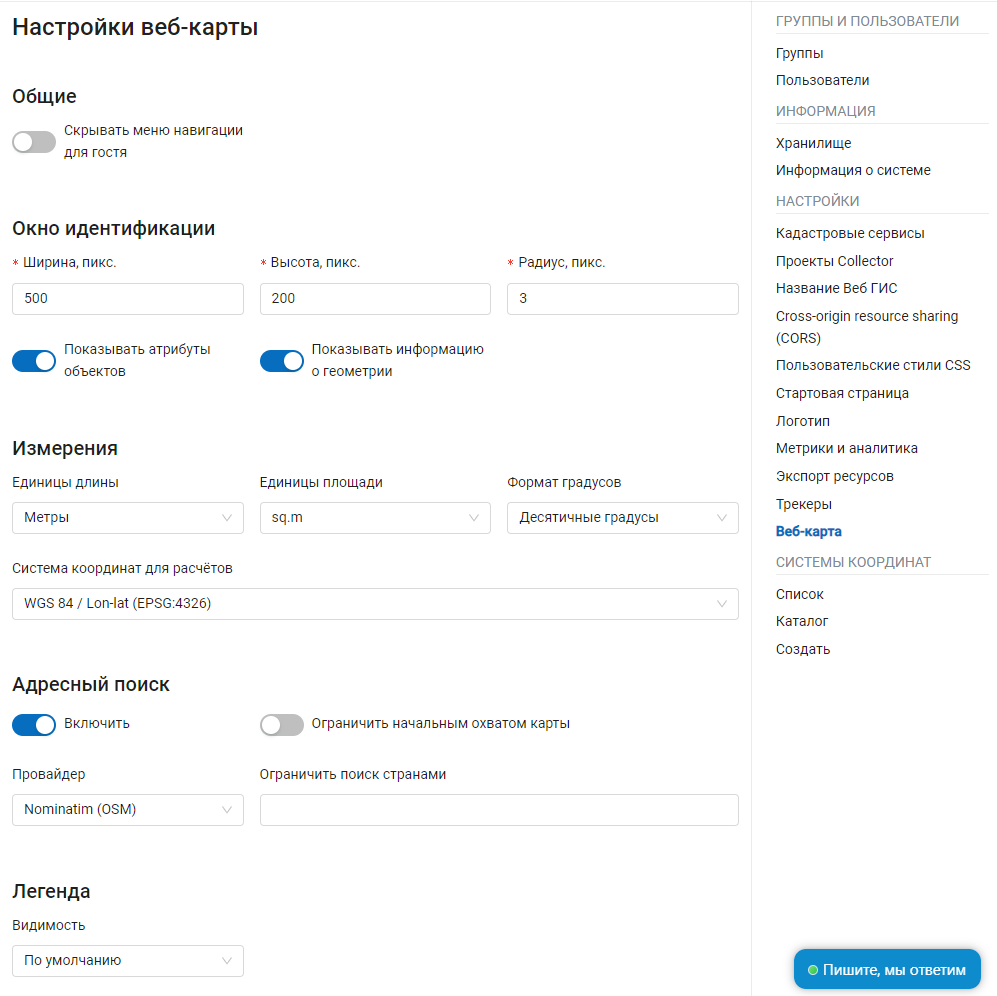 Настройки веб-карты
Общие
Скрывать меню навигации
для гостя
Окно идентификации
* Ширина, пикс.
* Высота, пикс.
* Радиус, пикс.
500
200
3
Показывать атрибуты
объектов
Показывать информацию
о геометрии
Измерения
Единицы длины
Единицы площади
Формат градусов
Метры
sq.m
Десятичные градусы
Система координат для расчётов
WGS 84 / Lon-lat (EPSG:4326)
Адресный поиск
Включить
Ограничить начальным охватом карты
Провайдер
Ограничить поиск странами
Nominatim (OSM)
Легенда
Видимость
По умолчанию
ГРУППЫ И ПОЛЬЗОВАТЕЛИ
Группы
Пользователи
ИНФОРМАЦИЯ
Хранилище
Информация о системе
НАСТРОЙКИ
Кадастровые сервисы
Проекты Collector
Название Веб ГИС
Cross-origin resource sharing
(CORS)
Пользовательские стили CSS
Стартовая страница
Логотип
Метрики и аналитика
Экспорт ресурсов
Трекеры
Веб-карта
СИСТЕМЫ КООРДИНАТ
Список
Каталог
Создать
Пишите, мы ответим